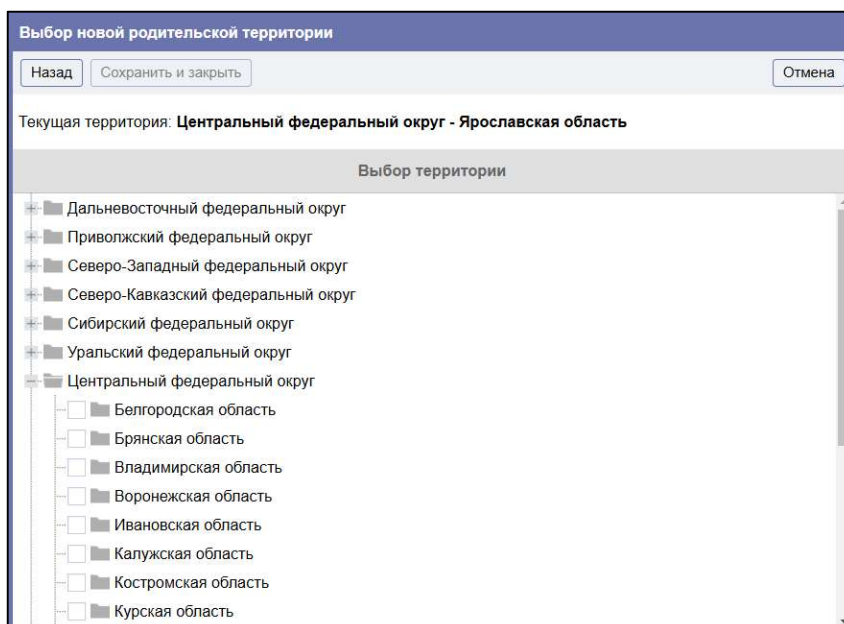 Выбор новой родительской территории
Назад Сохранить и закрыть Отмена
Текущая территория: Центральный федеральный округ - Ярославская область
Выбор территории
Дальневосточный федеральный округ
Приволжский федеральный округ
Северо-Западный федеральный округ
Северо-Кавказский федеральный округ
Сибирский федеральный округ
Уральский федеральный округ
Центральный федеральный округ
Белгородская область
Брянская область
Владимирская область
Воронежская область
Ивановская область
Калужская область
Костромская область
Курская область